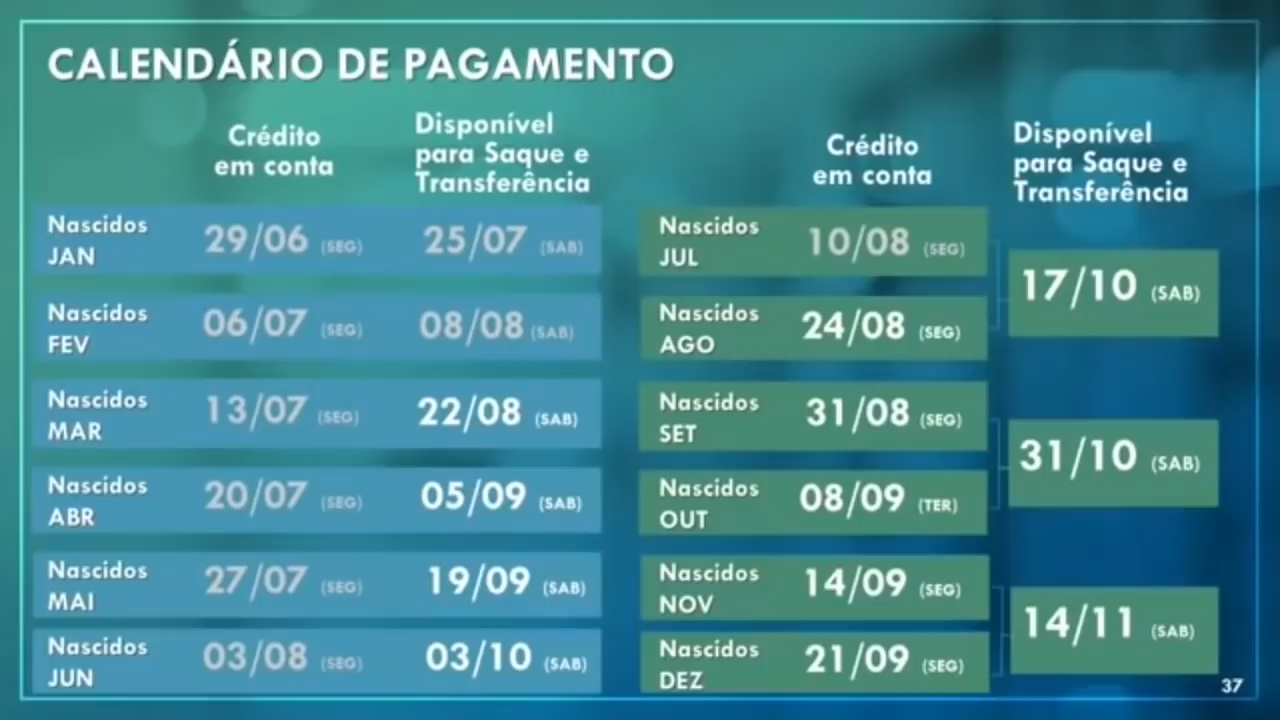 CALENDÁRIO DE PAGAMENTO
Crédito
em conta
Disponível
para Saque e
Transferência
Nascidos
JAN
29/06 (SEG)
25/07 (SAB)
Nascidos
FEV
06/07 (SEG)
08/08 (SAB)
Nascidos
MAR
13/07 (SEG)
22/08 (SAB)
Nascidos
ABR
20/07 (SEG)
05/09 (SAB)
Nascidos
MAI
27/07 (SEG)
19/09 (SAB)
Nascidos
JUN
03/08 (SEG)
03/10 (SAB)
Crédito
em conta
Disponível
para Saque e
Transferência
Nascidos
JUL
10/08 (SEG)
Nascidos
AGO
24/08 (SEG)
17/10 (SAB)
Nascidos
SET
31/08 (SEG)
Nascidos
OUT
08/09 (TER)
31/10 (SAB)
Nascidos
NOV
14/09 (SEG)
Nascidos
DEZ
21/09 (SEG)
14/11 (SAB)
37